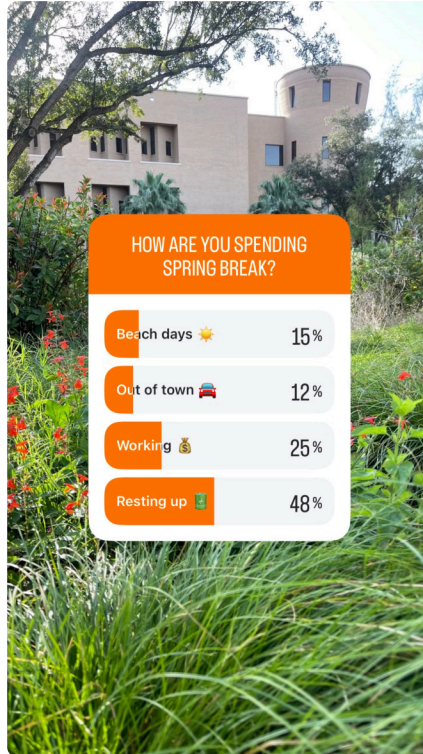 HOW ARE YOU SPENDING
SPRING BREAK?
Beach days ☀️ 15%
Out of town 🚗 12%
Working 💰 25%
Resting up 🔋 48%